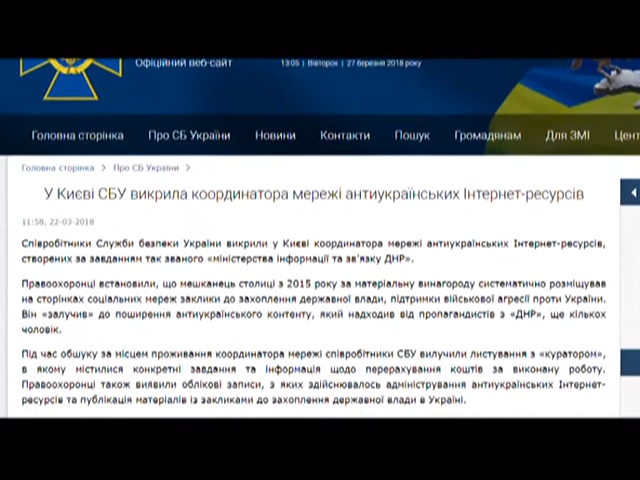 Офіційний веб-сайт
13:05 | Вівторок | 27 березня 2018 року
Головна сторінка Про СБ України Новини Контакти Пошук Громадянам Для ЗМІ
Головна сторінка > Про СБ України >
У Києві СБУ викрила координатора мережі антиукраїнських Інтернет-ресурсів
11:58, 22-03-2018
Співробітники Служби безпеки України викрили у Києві координатора мережі антиукраїнських Інтернет-ресурсів,
створених за завданням так званого «міністерства інформації та зв’язку ДНР».
Правоохоронці встановили, що мешканець столиці з 2015 року за матеріальну винагороду систематично розміщував
на сторінках соціальних мереж заклики до захоплення державної влади, підтримки військової агресії проти України.
Він «залучив» до поширення антиукраїнського контенту, який надходив від пропагандистів з «ДНР», ще кількох
чоловік.
Під час обшуку за місцем проживання координатора мережі співробітники СБУ вилучили листування з «куратором»,
в якому містилися конкретні завдання та інформація щодо перерахування коштів за виконану роботу.
Правоохоронці також виявили облікові записи, з яких здійснювалось адміністрування антиукраїнських Інтернет-
ресурсів та публікація матеріалів із закликами до захоплення державної влади в Україні.